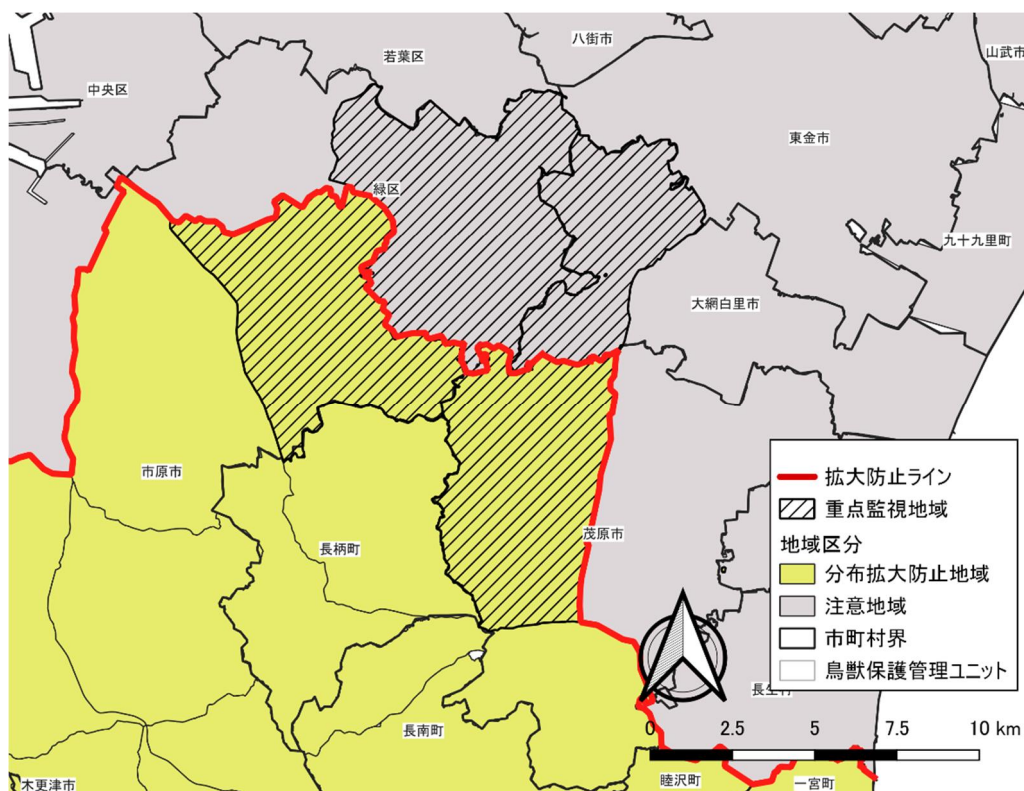 八街市
若葉区
山武市
中央区
東金市
緑区
九十九里町
大網白里市
拡大防止ライン
市原市
重点監視地域
茂原市
地域区分
長柄町
分布拡大防止地域
注意地域
市町村界
鳥獣保護管理ユニット
長南町
0 2.5 5 7.5 10 km
木更津市
睦沢町
一宮町